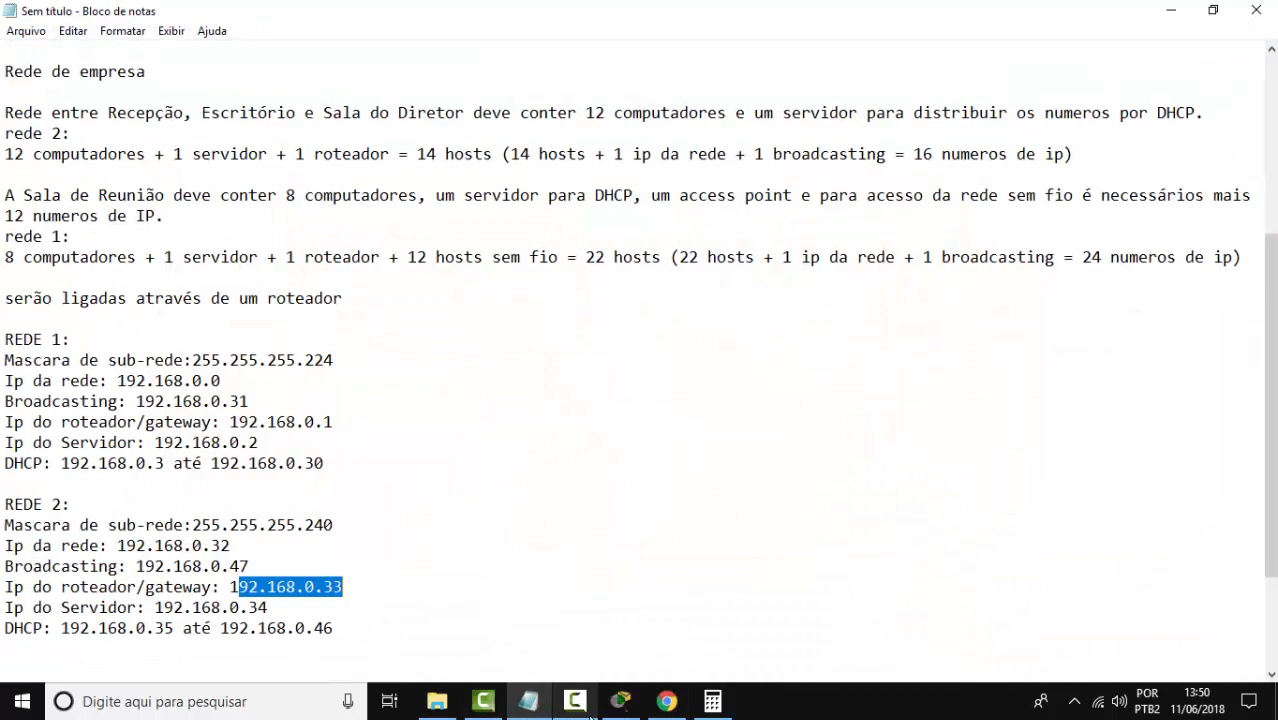 Sem título - Bloco de notas
Arquivo Editar Formatar Exibir Ajuda
Rede de empresa
Rede entre Recepção, Escritório e Sala do Diretor deve conter 12 computadores e um servidor para distribuir os numeros por DHCP.
rede 2:
12 computadores + 1 servidor + 1 roteador = 14 hosts (14 hosts + 1 ip da rede + 1 broadcasting = 16 numeros de ip)
A Sala de Reunião deve conter 8 computadores, um servidor para DHCP, um access point e para acesso da rede sem fio é necessários mais
12 numeros de IP.
rede 1:
8 computadores + 1 servidor + 1 roteador + 12 hosts sem fio = 22 hosts (22 hosts + 1 ip da rede + 1 broadcasting = 24 numeros de ip)
serão ligadas através de um roteador
REDE 1:
Mascara de sub-rede:255.255.255.224
Ip da rede: 192.168.0.0
Broadcasting: 192.168.0.31
Ip do roteador/gateway: 192.168.0.1
Ip do Servidor: 192.168.0.2
DHCP: 192.168.0.3 até 192.168.0.30
REDE 2:
Mascara de sub-rede:255.255.255.240
Ip da rede: 192.168.0.32
Broadcasting: 192.168.0.47
Ip do roteador/gateway: 192.168.0.33
Ip do Servidor: 192.168.0.34
DHCP: 192.168.0.35 até 192.168.0.46
Digite aqui para pesquisar
POR
PTB2
13:50
11/06/2018